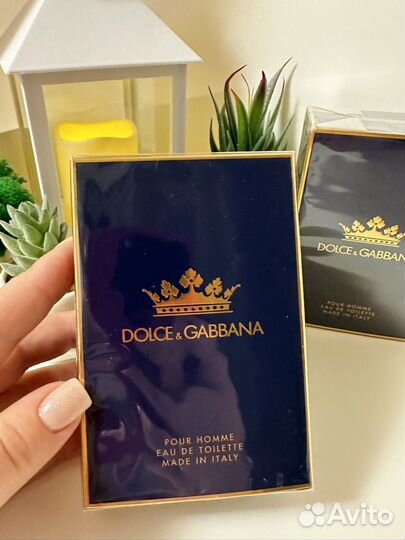 DOLCE & GABBANA
POUR HOMME
EAU DE TOILETTE
MADE IN ITALY
DOLCE & GABBANA
POUR HOMME
EAU DE TOILETTE
MADE IN ITALY
Avito